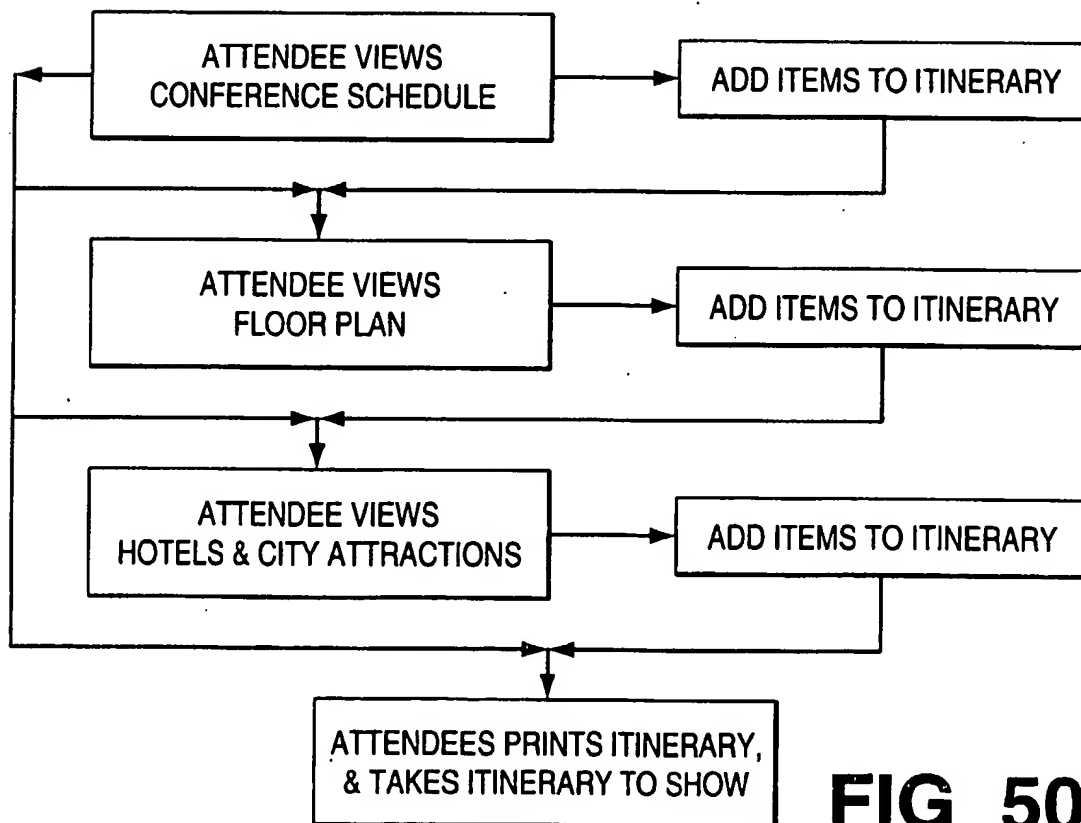 ATTENDEE VIEWS
CONFERENCE SCHEDULE
ADD ITEMS TO ITINERARY
ATTENDEE VIEWS
FLOOR PLAN
ADD ITEMS TO ITINERARY
ATTENDEE VIEWS
HOTELS & CITY ATTRACTIONS
ADD ITEMS TO ITINERARY
ATTENDEES PRINTS ITINERARY,
& TAKES ITINERARY TO SHOW
FIG 50